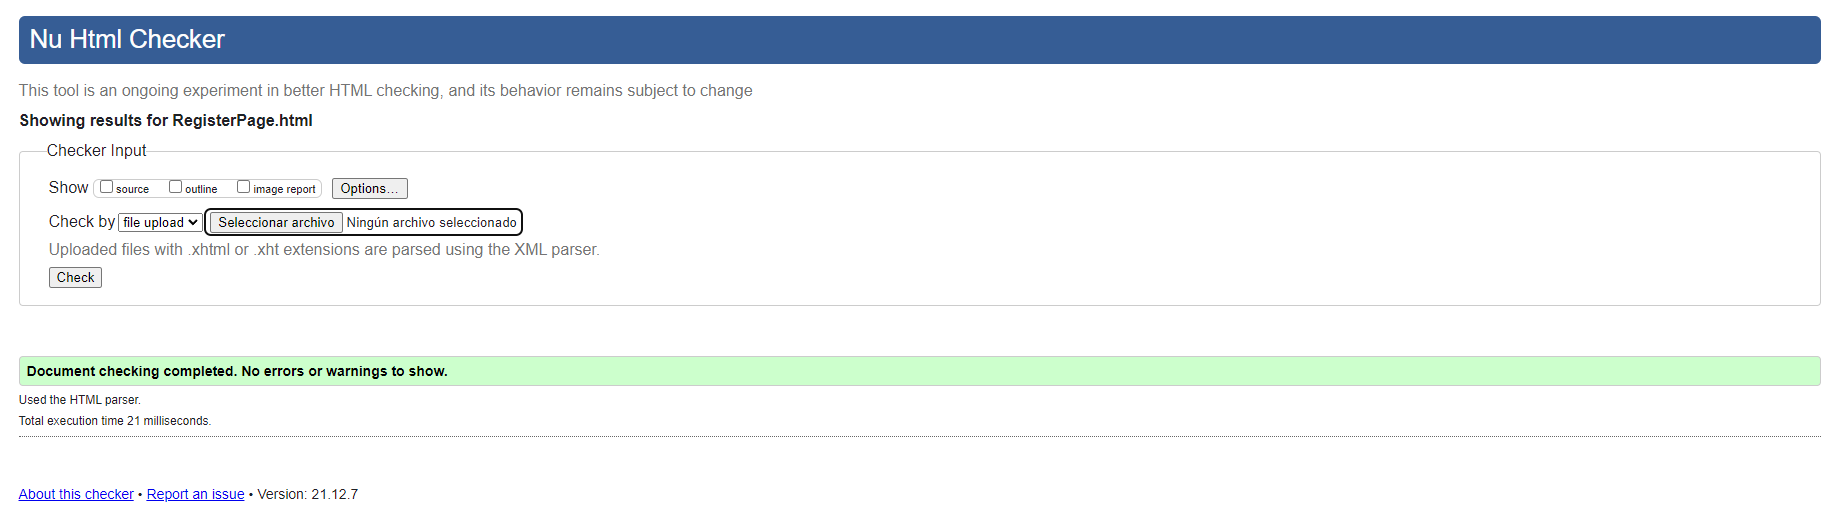 Nu Html Checker
This tool is an ongoing experiment in better HTML checking, and its behavior remains subject to change
Showing results for RegisterPage.html
Checker Input
Show source outline image report Options...
Check by file upload Seleccionar archivo Ningún archivo seleccionado
Uploaded files with .xhtml or .xht extensions are parsed using the XML parser.
Check
Document checking completed. No errors or warnings to show.
Used the HTML parser.
Total execution time 21 milliseconds.
About this checker • Report an issue • Version: 21.12.7